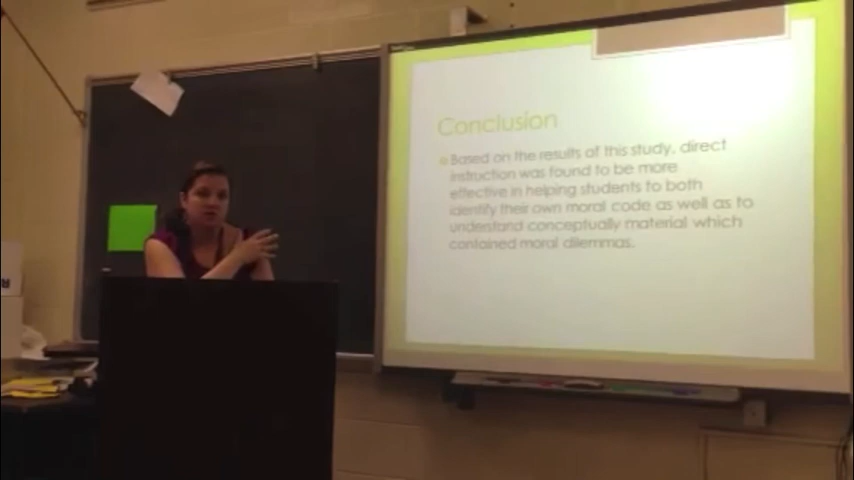 Conclusion
Based on the results of this study, direct
instruction was found to be more
effective in helping students to both
identify their own moral code as well as to
understand conceptually material which
contained moral dilemmas.
R